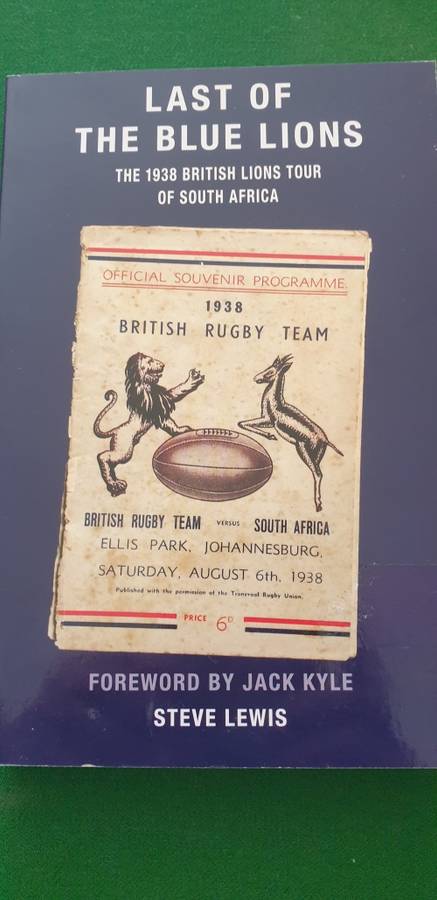 LAST OF
THE BLUE LIONS
THE 1938 BRITISH LIONS TOUR
OF SOUTH AFRICA
OFFICIAL SOUVENIR PROGRAMME.
1938
BRITISH RUGBY TEAM
BRITISH RUGBY TEAM VERSUS SOUTH AFRICA
ELLIS PARK, JOHANNESBURG,
SATURDAY, AUGUST 6th, 1938
Published with the permission of the Transvaal Rugby Union.
PRICE 6D.
FOREWORD BY JACK KYLE
STEVE LEWIS